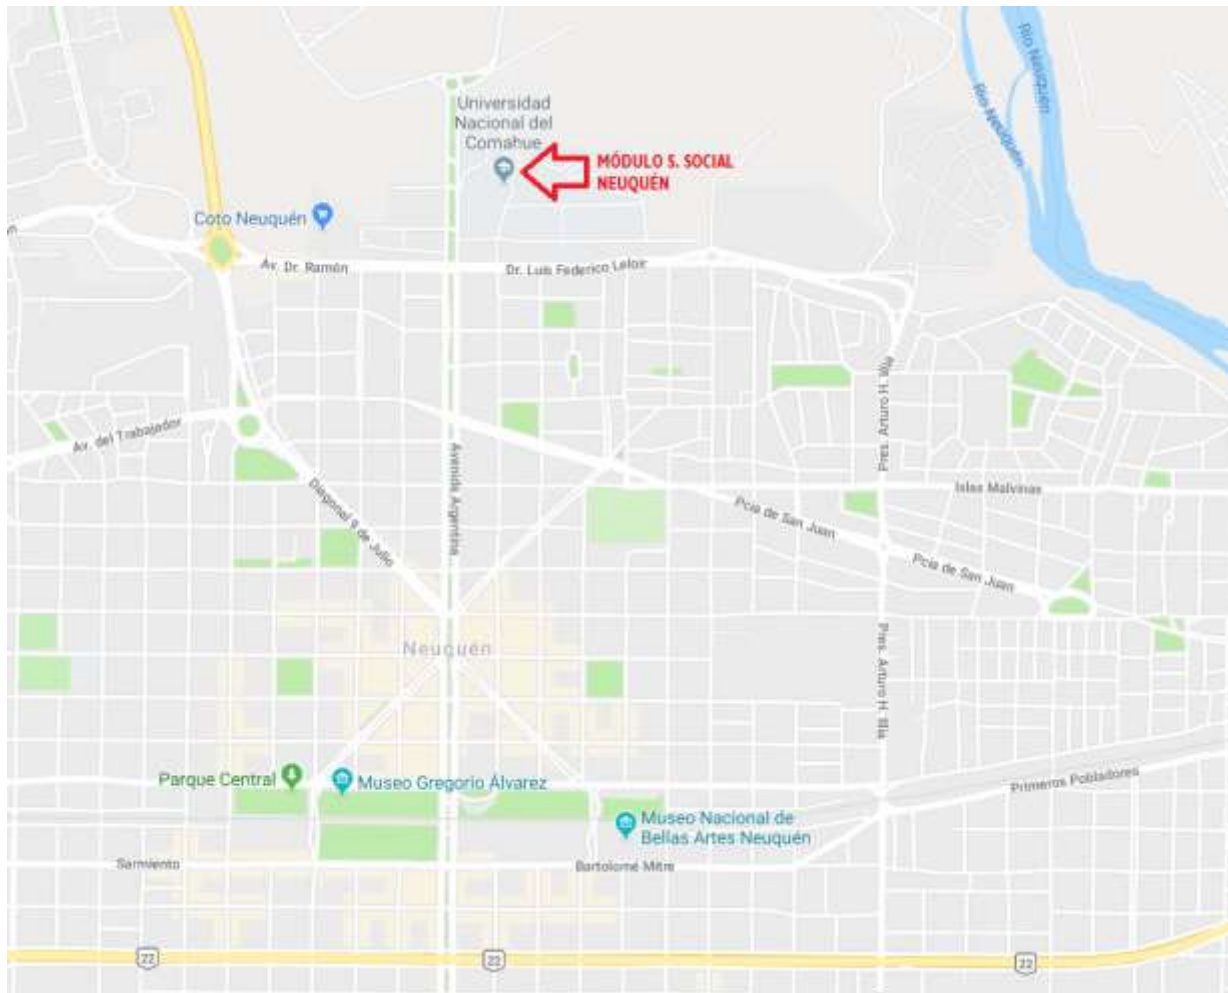 Río Neuquén
Río Neuquén
Universidad
Nacional del
Comahue
MÓDULO S. SOCIAL
NEUQUÉN
Coto Neuquén
Av. Dr. Ramón
Dr. Luis Federico Leloir
Pres. Arturo H. Illia
Av. del Trabajador
Avenida Argentina
Diagonal 9 de Julio
Islas Malvinas
Pcia de San Juan
Pcia de San Juan
Neuquén
Pres. Arturo H. Illia
Parque Central
Museo Gregorio Álvarez
Primeros Pobladores
Museo Nacional de
Bellas Artes Neuquén
Sarmiento
Bartolomé Mitre
22
22
22